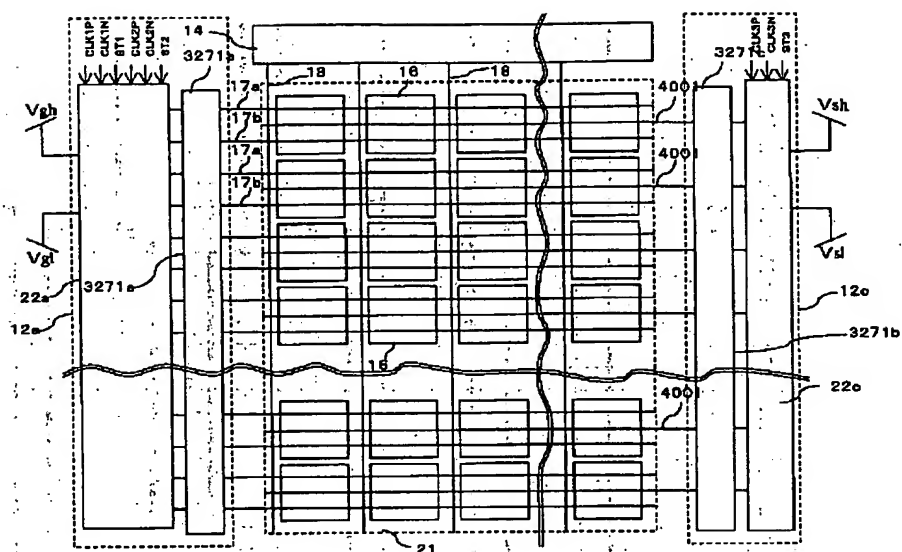 CLK1P
CLK1N
ST1
CLK2P
CLK2N
ST2
14
3271a
18
16
18
3271b
CLK3P
CLK3N
ST3
Vgh
17a
17b
17a
17b
4001
4001
Vsh
Vgl
Vsl
22a
3271a
12a
12c
3271b
16
22c
4001
21